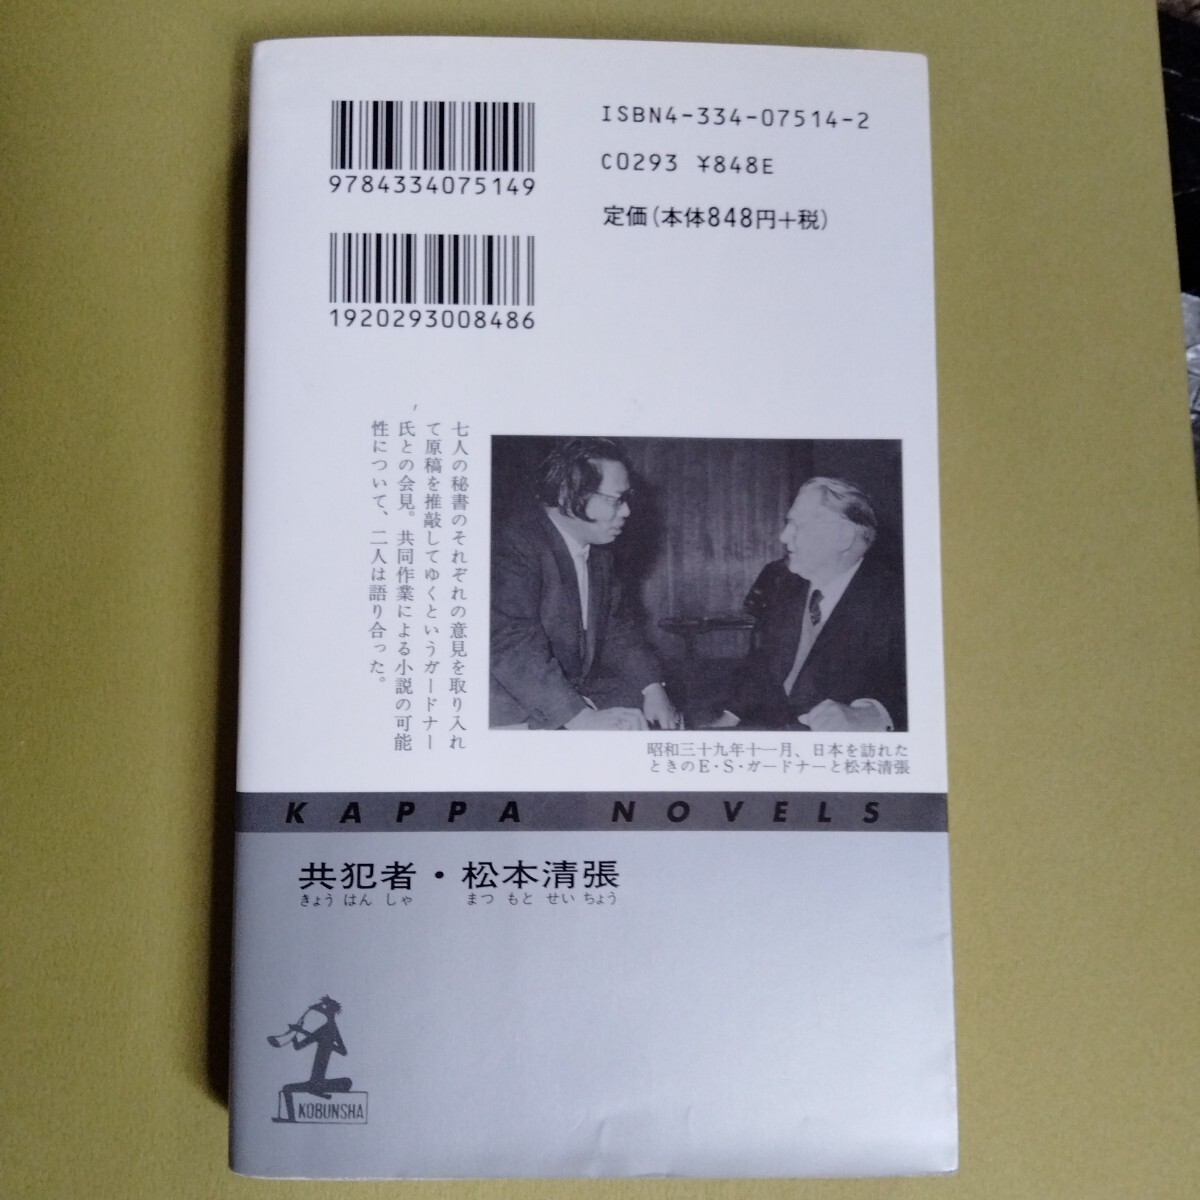 ISBN4-334-07514-2
9784334075149
C0293 ¥848E
定価(本体848円+税)
1920293008486
七人の秘書のそれぞれの意見を取り入れ
て原稿を推敲してゆくというガードナー
氏との会見。共同作業による小説の可能
性について、二人は語り合った。
昭和三十九年十一月、日本を訪れた
ときのE・S・ガードナーと松本清張
KAPPA NOVELS
共犯者・松本清張
きょう はん しゃ まつ もと せい ちょう
KOBUNSHA